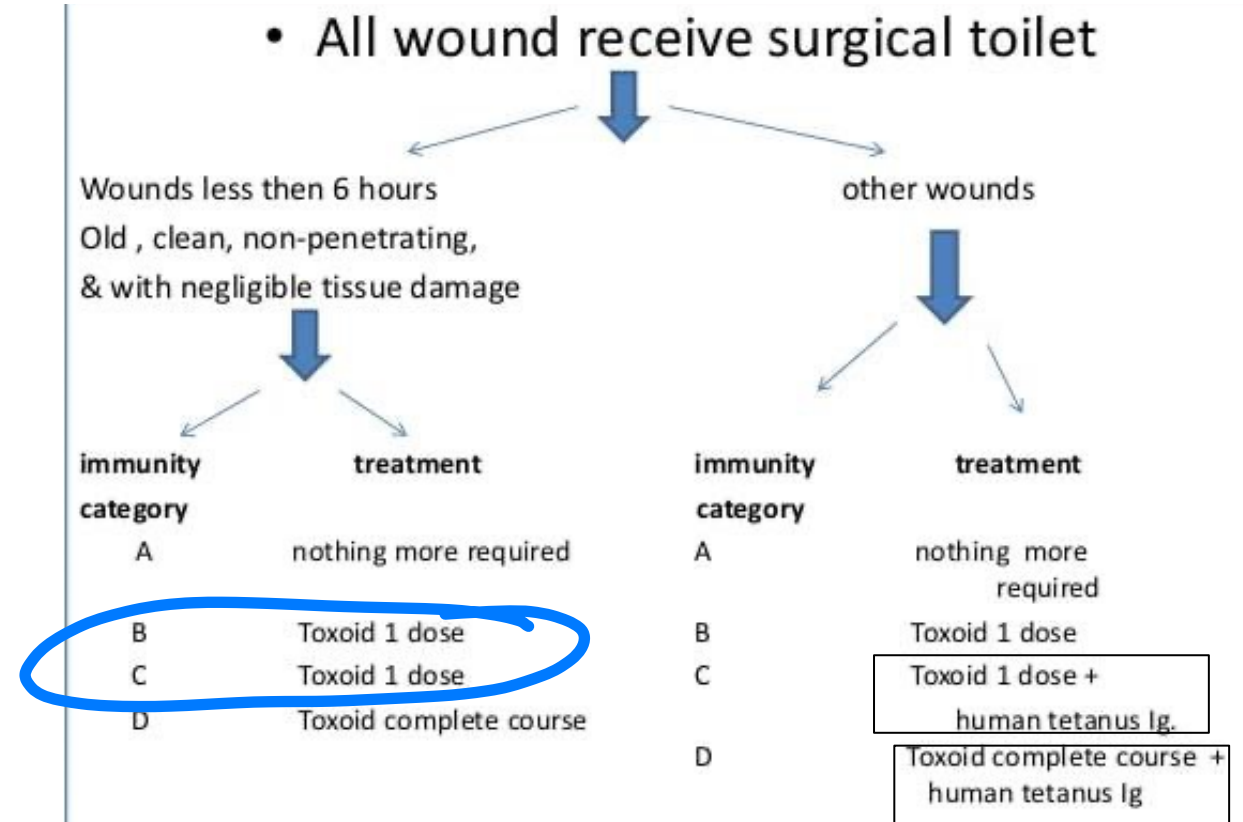 • All wound receive surgical toilet
Wounds less then 6 hours
Old , clean, non-penetrating,
& with negligible tissue damage
immunity category treatment
A nothing more required
B Toxoid 1 dose
C Toxoid 1 dose
D Toxoid complete course
other wounds
immunity category treatment
A nothing more
required
B Toxoid 1 dose
C Toxoid 1 dose +
human tetanus Ig.
D Toxoid complete course +
human tetanus Ig